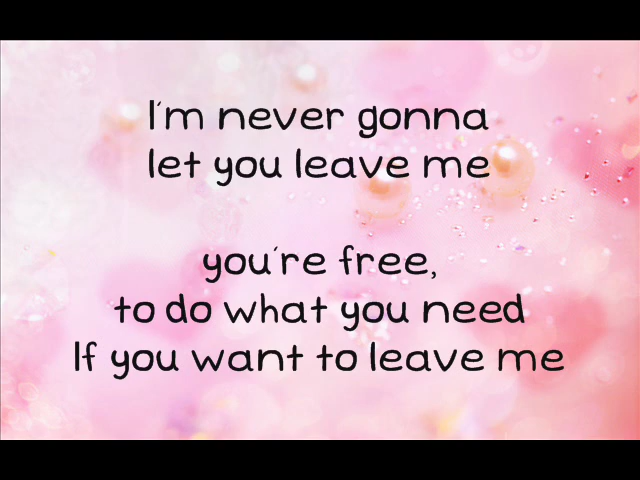 I'm never gonna
let you leave me
you're free,
to do what you need
If you want to leave me